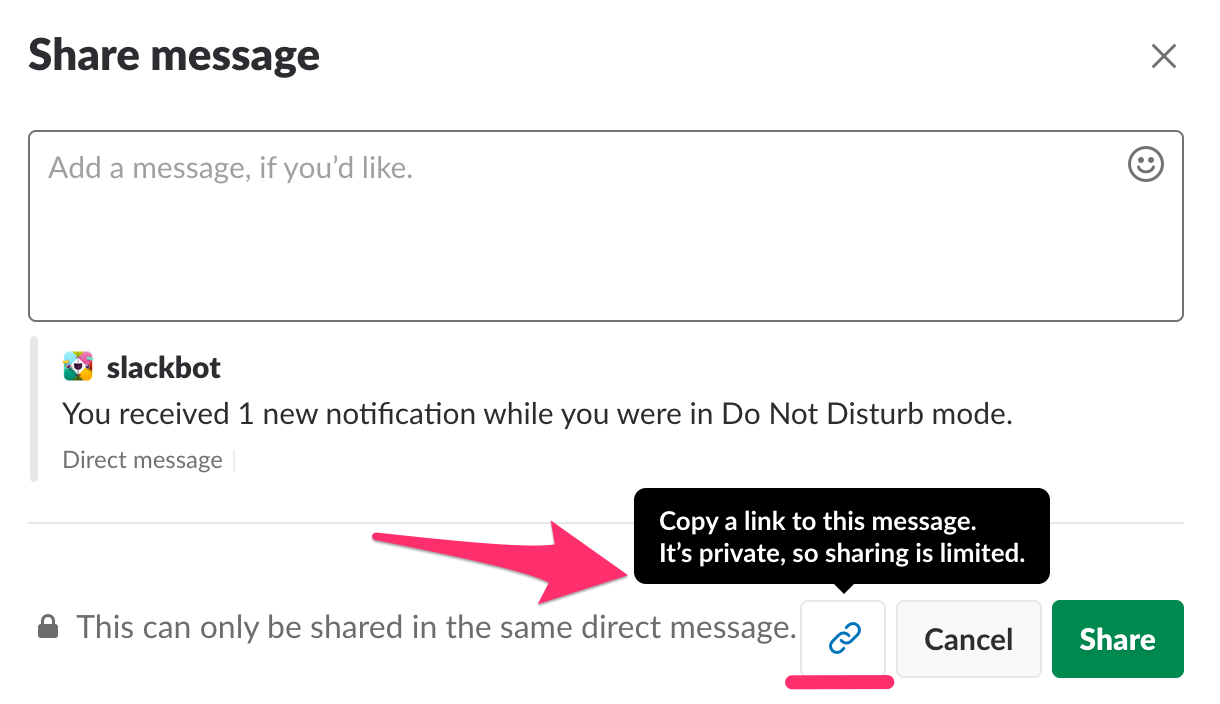 Share message
Add a message, if you’d like.
slackbot
You received 1 new notification while you were in Do Not Disturb mode.
Direct message
Copy a link to this message.
It’s private, so sharing is limited.
This can only be shared in the same direct message.
Cancel
Share